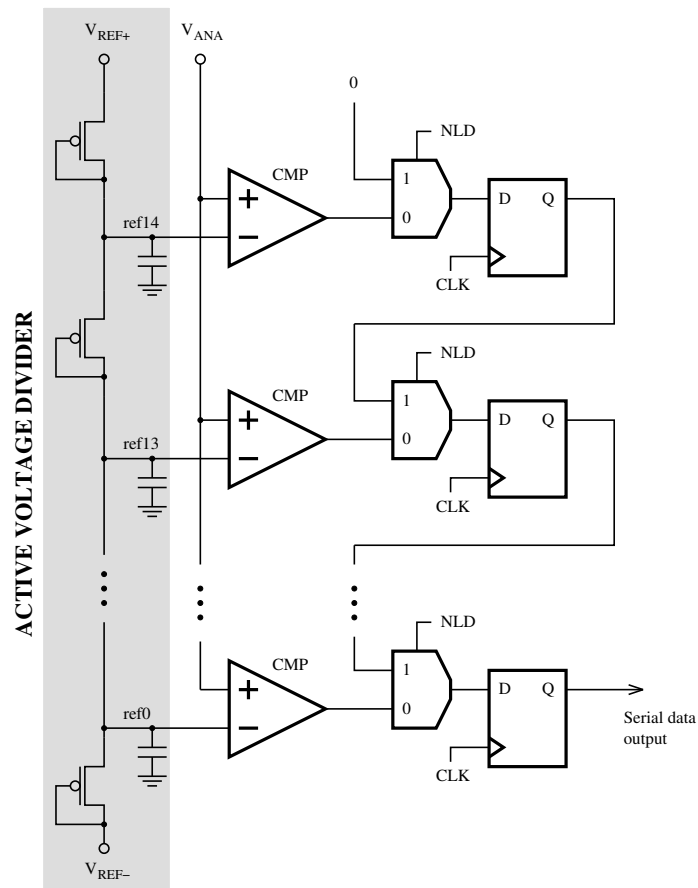 V_REF+
V_ANA
0
NLD
CMP
1
D
Q
+
ref14
0
−
CLK
NLD
CMP
1
D
Q
+
ref13
0
−
CLK
ACTIVE VOLTAGE DIVIDER
NLD
CMP
1
D
Q
+
ref0
0
−
Serial data
output
CLK
V_REF−